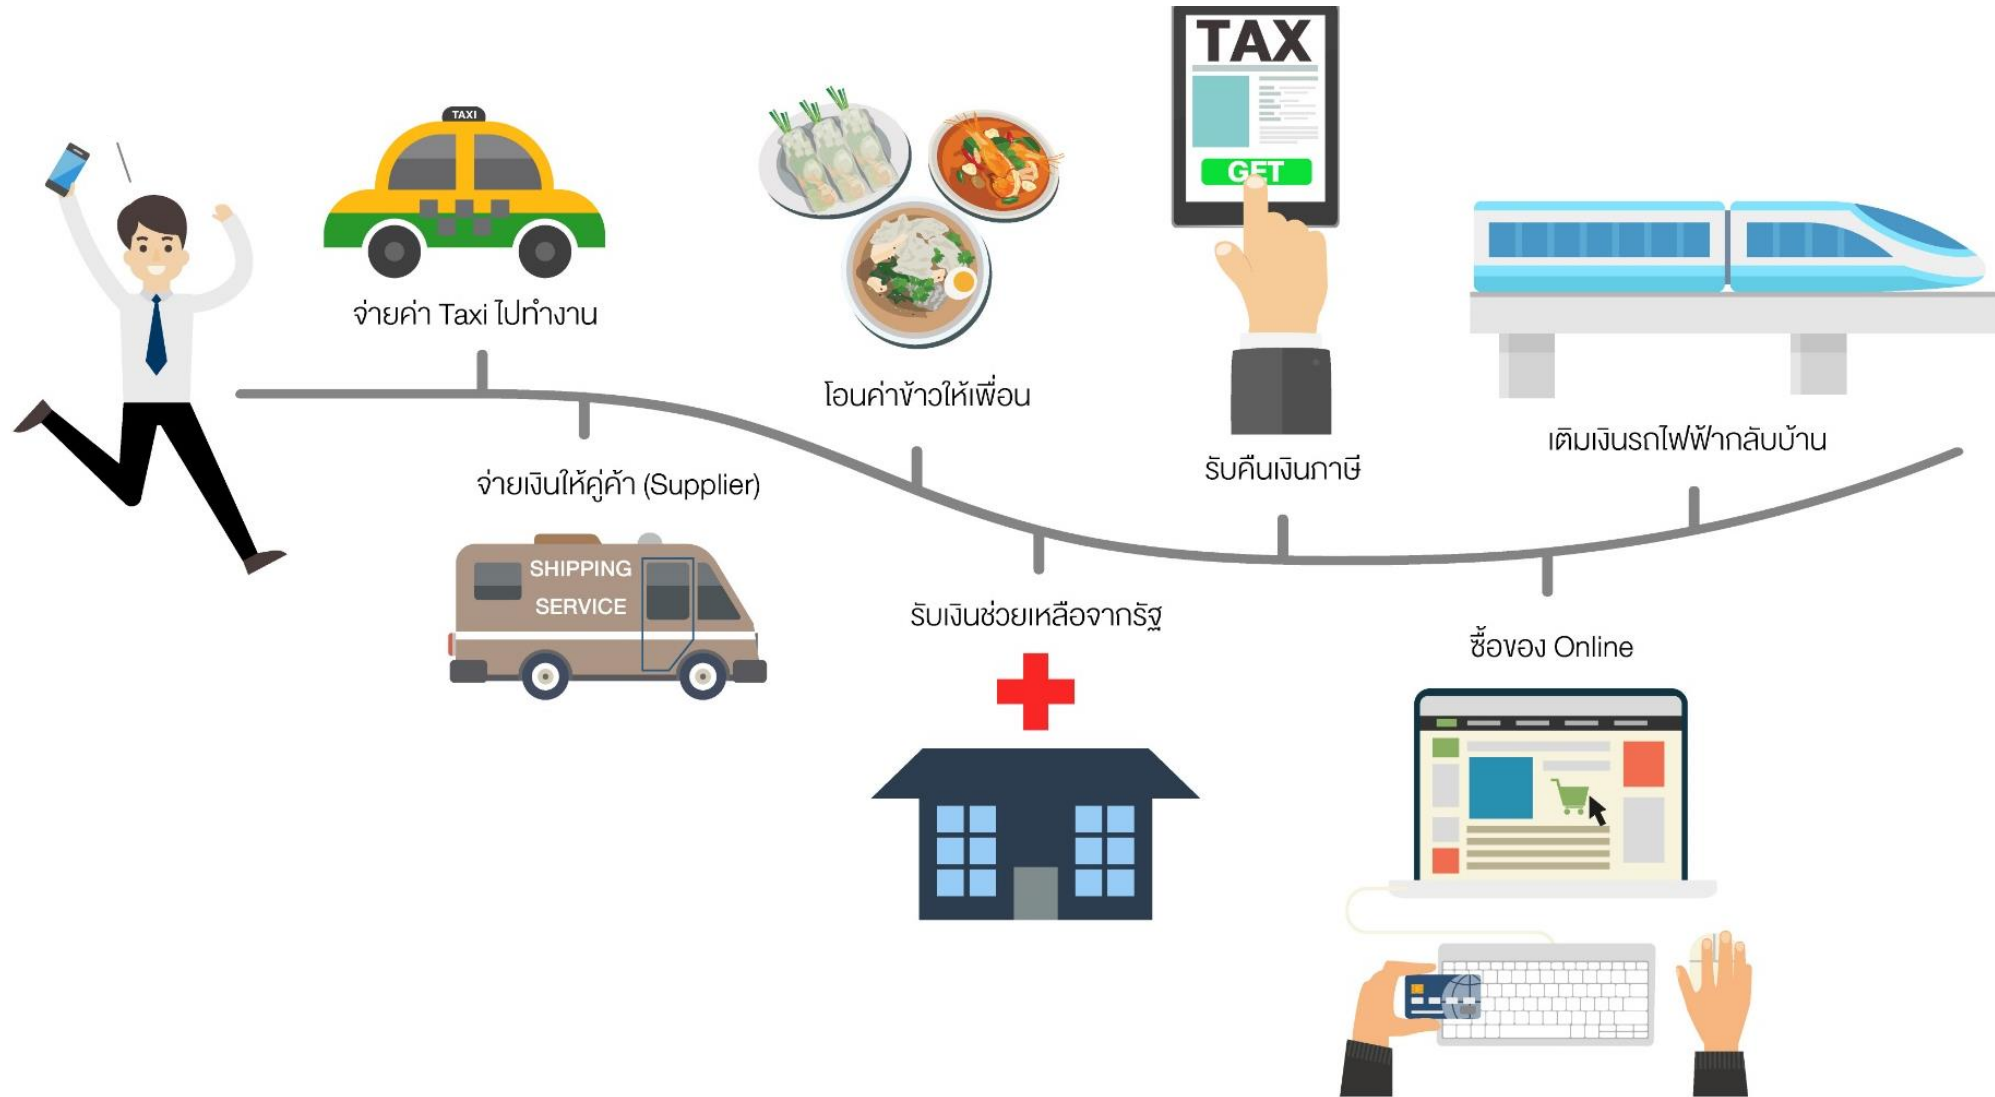 TAXI
จ่ายค่า Taxi ไปทำงาน
จ่ายเงินให้คู่ค้า (Supplier)
SHIPPING
SERVICE
โอนค่าข้าวให้เพื่อน
รับเงินช่วยเหลือจากรัฐ
TAX
GET
รับคืนเงินภาษี
ซื้อของ Online
เติมเงินรถไฟฟ้ากลับบ้าน